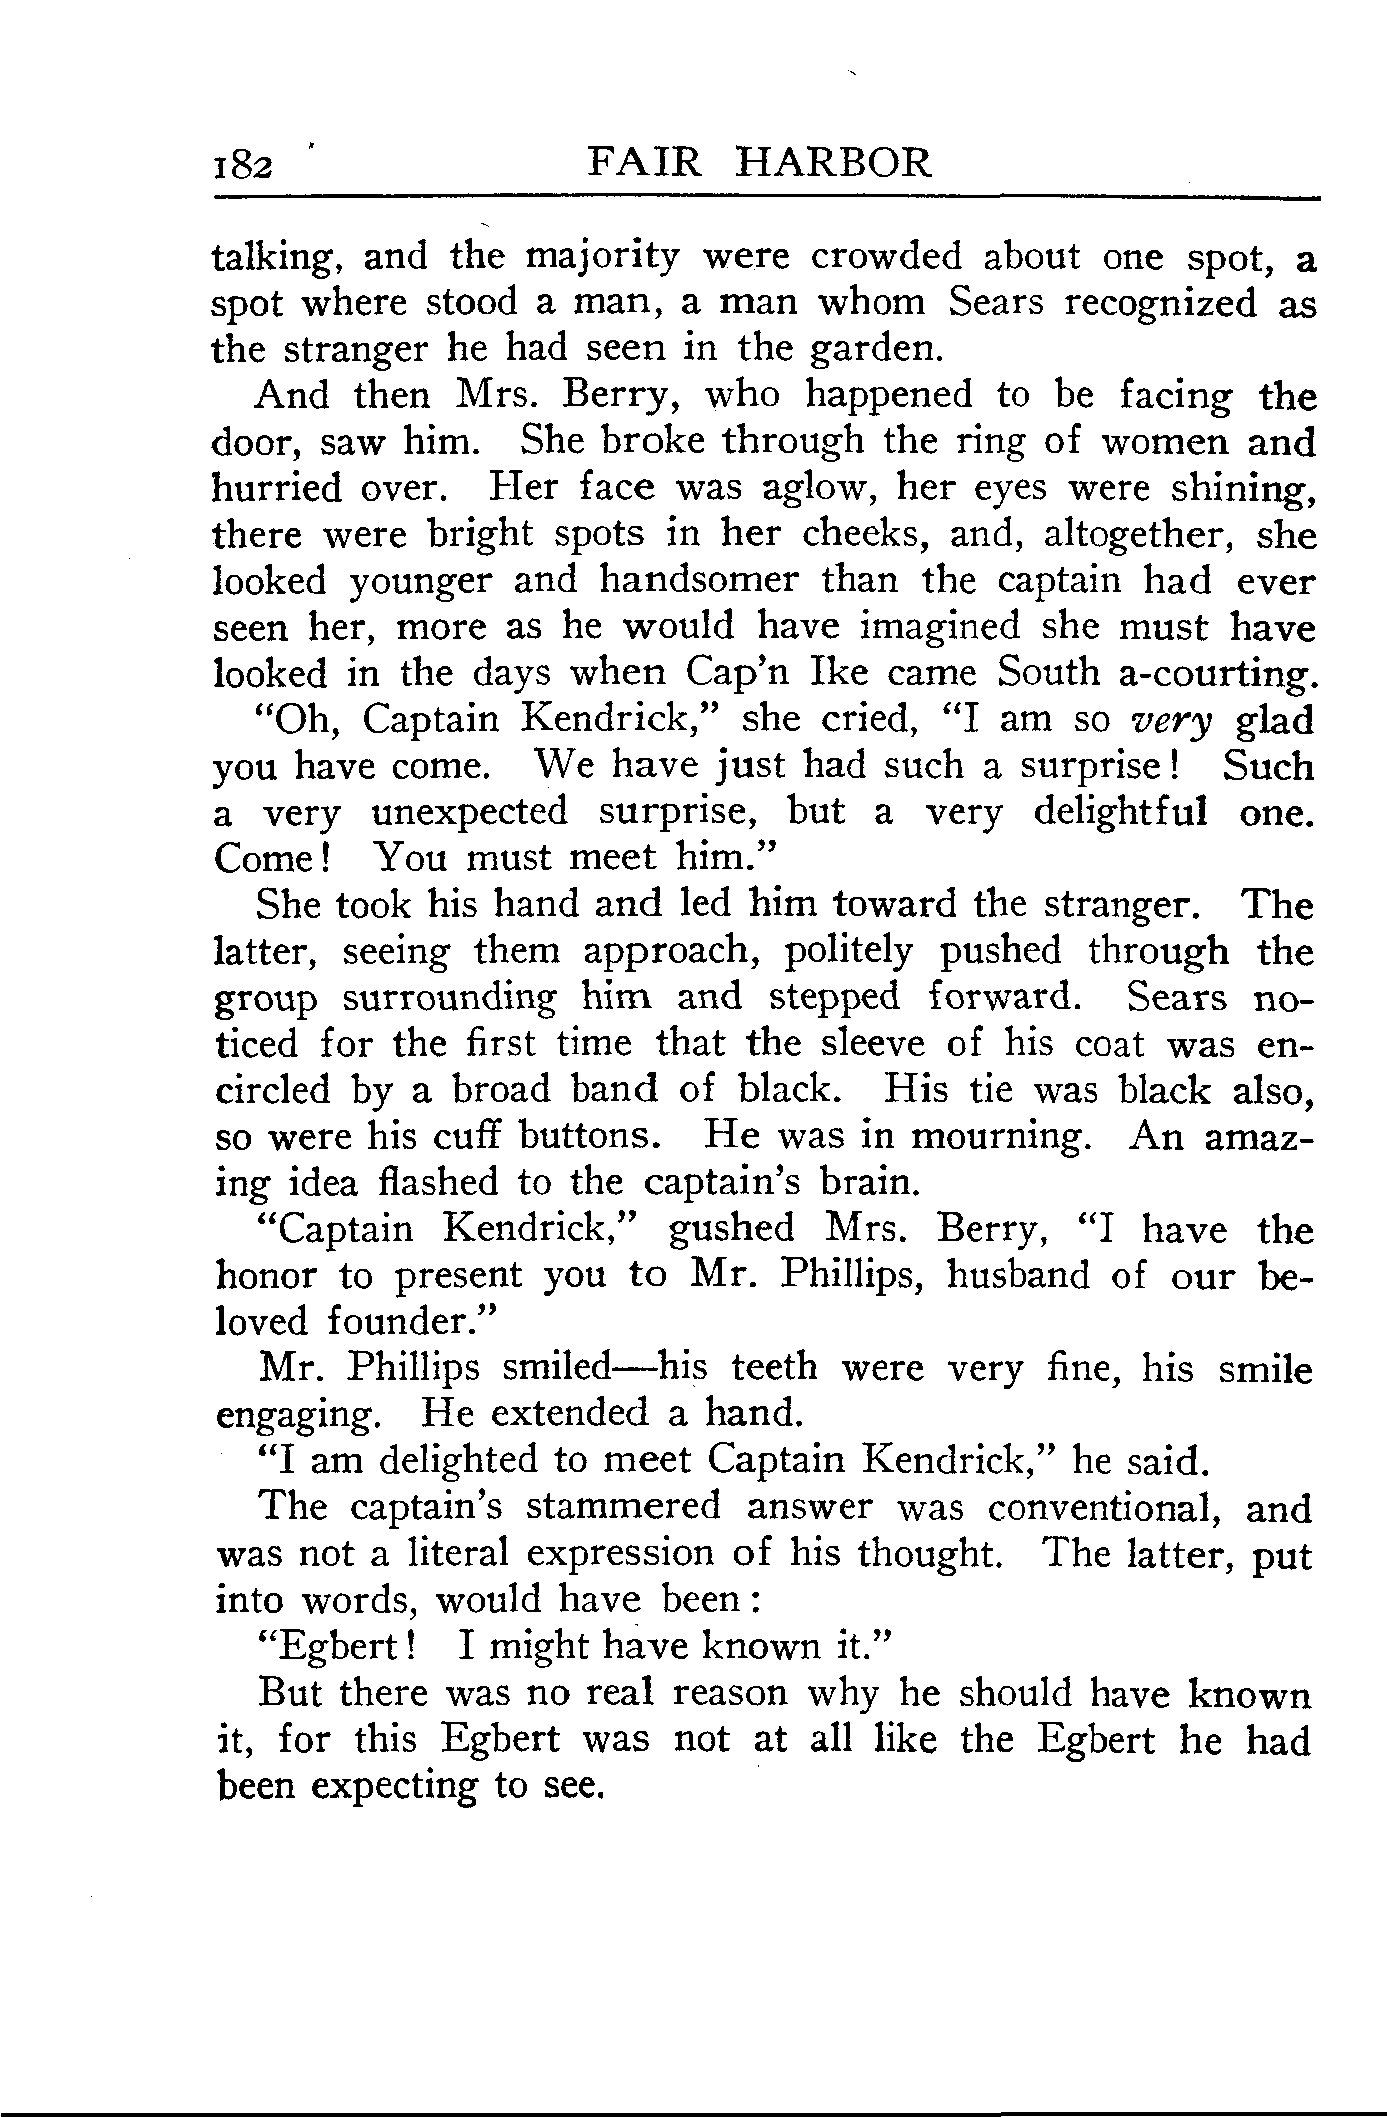 182 FAIR HARBOR
talking, and the majority were crowded about one spot, a
spot where stood a man, a man whom Sears recognized as
the stranger he had seen in the garden.
And then Mrs. Berry, who happened to be facing the
door, saw him. She broke through the ring of women and
hurried over. Her face was aglow, her eyes were shining,
there were bright spots in her cheeks, and, altogether, she
looked younger and handsomer than the captain had ever
seen her, more as he would have imagined she must have
looked in the days when Cap’n Ike came South a-courting.
“Oh, Captain Kendrick,” she cried, “I am so very glad
you have come. We have just had such a surprise! Such
a very unexpected surprise, but a very delightful one.
Come! You must meet him.”
She took his hand and led him toward the stranger. The
latter, seeing them approach, politely pushed through the
group surrounding him and stepped forward. Sears no-
ticed for the first time that the sleeve of his coat was en-
circled by a broad band of black. His tie was black also,
so were his cuff buttons. He was in mourning. An amaz-
ing idea flashed to the captain’s brain.
“Captain Kendrick,” gushed Mrs. Berry, “I have the
honor to present you to Mr. Phillips, husband of our be-
loved founder.”
Mr. Phillips smiled—his teeth were very fine, his smile
engaging. He extended a hand.
“I am delighted to meet Captain Kendrick,” he said.
The captain’s stammered answer was conventional, and
was not a literal expression of his thought. The latter, put
into words, would have been:
“Egbert! I might have known it.”
But there was no real reason why he should have known
it, for this Egbert was not at all like the Egbert he had
been expecting to see.